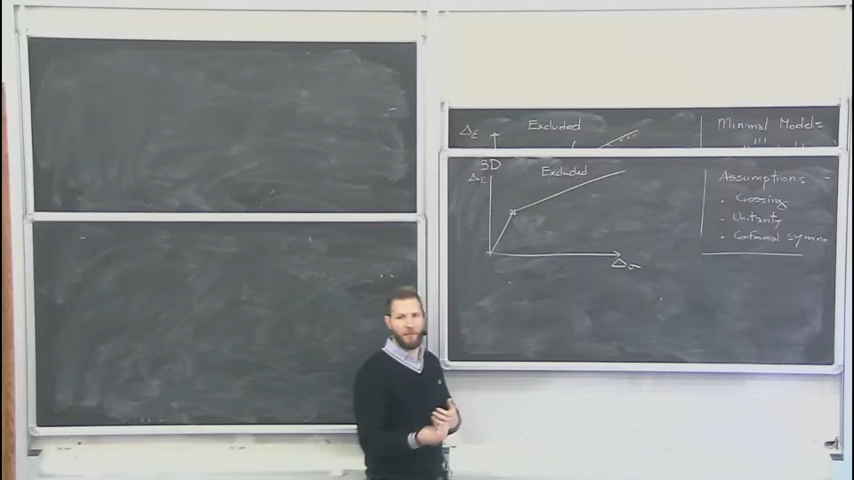 Δε Excluded Minimal Models
3D
Δε Excluded Assumptions:
· Crossing
· Unitarity
· Conformal symm
Δσ